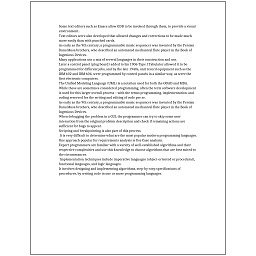 Some text editors such as Emacs allow GDB to be invoked through them, to provide a visual
environment.
Text editors were also developed that allowed changes and corrections to be made much
more easily than with punched cards.
As early as the 9th century, a programmable music sequencer was invented by the Persian
Banu Musa brothers, who described an automated mechanical flute player in the Book of
Ingenious Devices.
Many applications use a mix of several languages in their construction and use.
Later a control panel (plug board) added to his 1906 Type I Tabulator allowed it to be
programmed for different jobs, and by the late 1940s, unit record equipment such as the
IBM 602 and IBM 604, were programmed by control panels in a similar way, as were the
first electronic computers.
The Unified Modeling Language (UML) is a notation used for both the OOAD and MDA.
While these are sometimes considered programming, often the term software development
is used for this larger overall process – with the terms programming, implementation, and
coding reserved for the writing and editing of code per se.
As early as the 9th century, a programmable music sequencer was invented by the Persian
Banu Musa brothers, who described an automated mechanical flute player in the Book of
Ingenious Devices.
When debugging the problem in a GUI, the programmer can try to skip some user
interaction from the original problem description and check if remaining actions are
sufficient for bugs to appear.
Scripting and breakpointing is also part of this process.
It is very difficult to determine what are the most popular modern programming languages.
One approach popular for requirements analysis is Use Case analysis.
Expert programmers are familiar with a variety of well-established algorithms and their
respective complexities and use this knowledge to choose algorithms that are best suited to
the circumstances.
Implementation techniques include imperative languages (object-oriented or procedural),
functional languages, and logic languages.
It involves designing and implementing algorithms, step-by-step specifications of
procedures, by writing code in one or more programming languages.